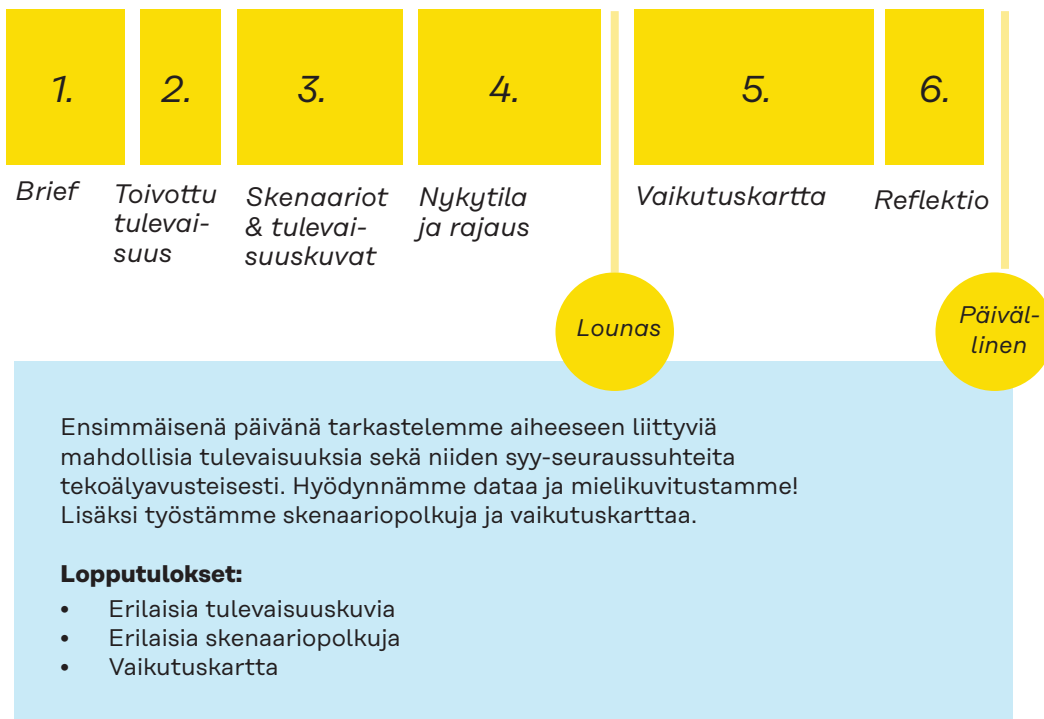 1.
2.
3.
4.
5.
6.
Brief
Toivottu
tulevai-
suus
Skenaariot
& tulevai-
suuskuvat
Nykytila
ja rajaus
Vaikutuskartta
Reflektio
Lounas
Päiväl-
linen
Ensimmäisenä päivänä tarkastelemme aiheeseen liittyviä
mahdollisia tulevaisuuksia sekä niiden syy-seuraussuhteita
tekoälyavusteisesti. Hyödynnämme dataa ja mielikuvitustamme!
Lisäksi työstämme skenaariopolkuja ja vaikutuskarttaa.
Lopputulokset:
• Erilaisia tulevaisuuskuvia
• Erilaisia skenaariopolkuja
• Vaikutuskartta